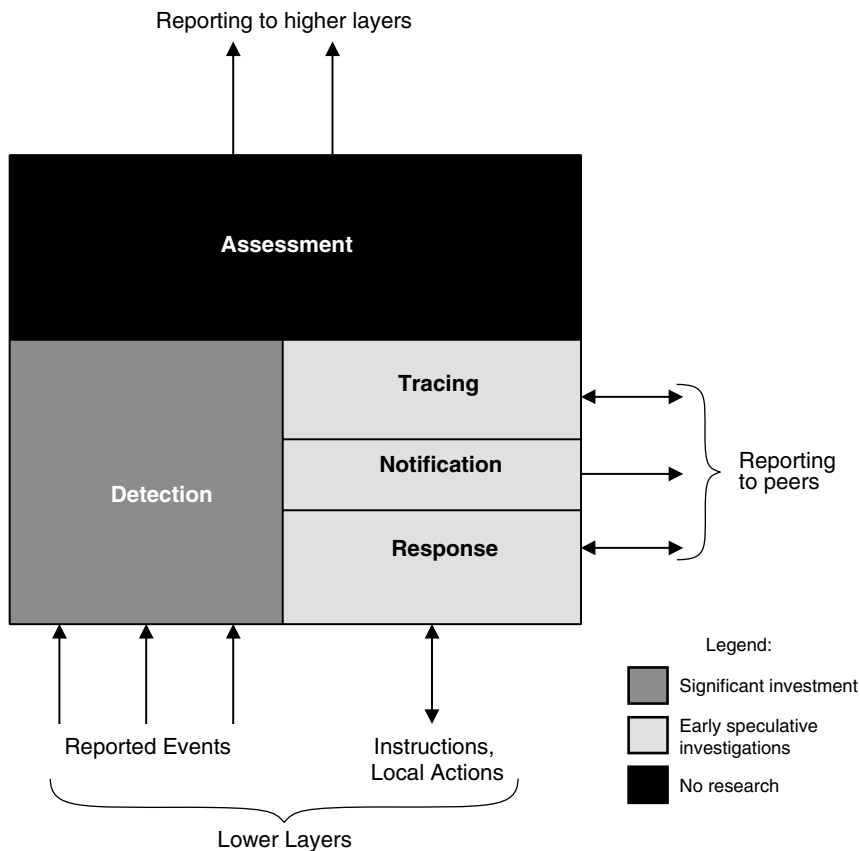 Reporting to higher layers
Assessment
Tracing
Notification
Detection
Response
Reporting
to peers
Reported Events
Instructions,
Local Actions
Lower Layers
Legend:
Significant investment
Early speculative
investigations
No research